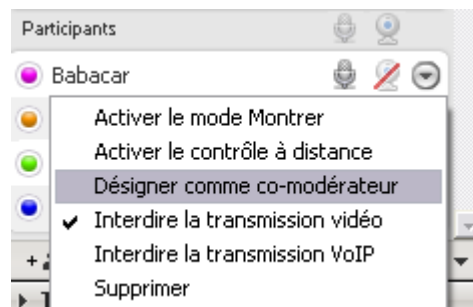 Participants
Babacar
Activer le mode Montrer
Activer le contrôle à distance
Désigner comme co-modérateur
Interdire la transmission vidéo
Interdire la transmission VoIP
Supprimer